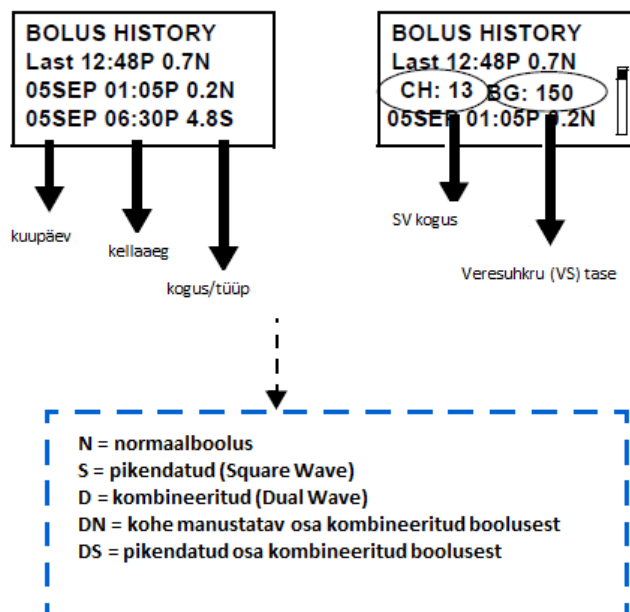 BOLUS HISTORY
Last 12:48P 0.7N
05SEP 01:05P 0.2N
05SEP 06:30P 4.8S
kuupäev
kellaaeg
kogus/tüüp
BOLUS HISTORY
Last 12:48P 0.7N
CH: 13 BG: 150
05SEP 01:05P 0.2N
SV kogus
Veresuhkru (VS) tase
N = normaalboolus
S = pikendatud (Square Wave)
D = kombineeritud (Dual Wave)
DN = kohe manustatav osa kombineeritud boolusest
DS = pikendatud osa kombineeritud boolusest